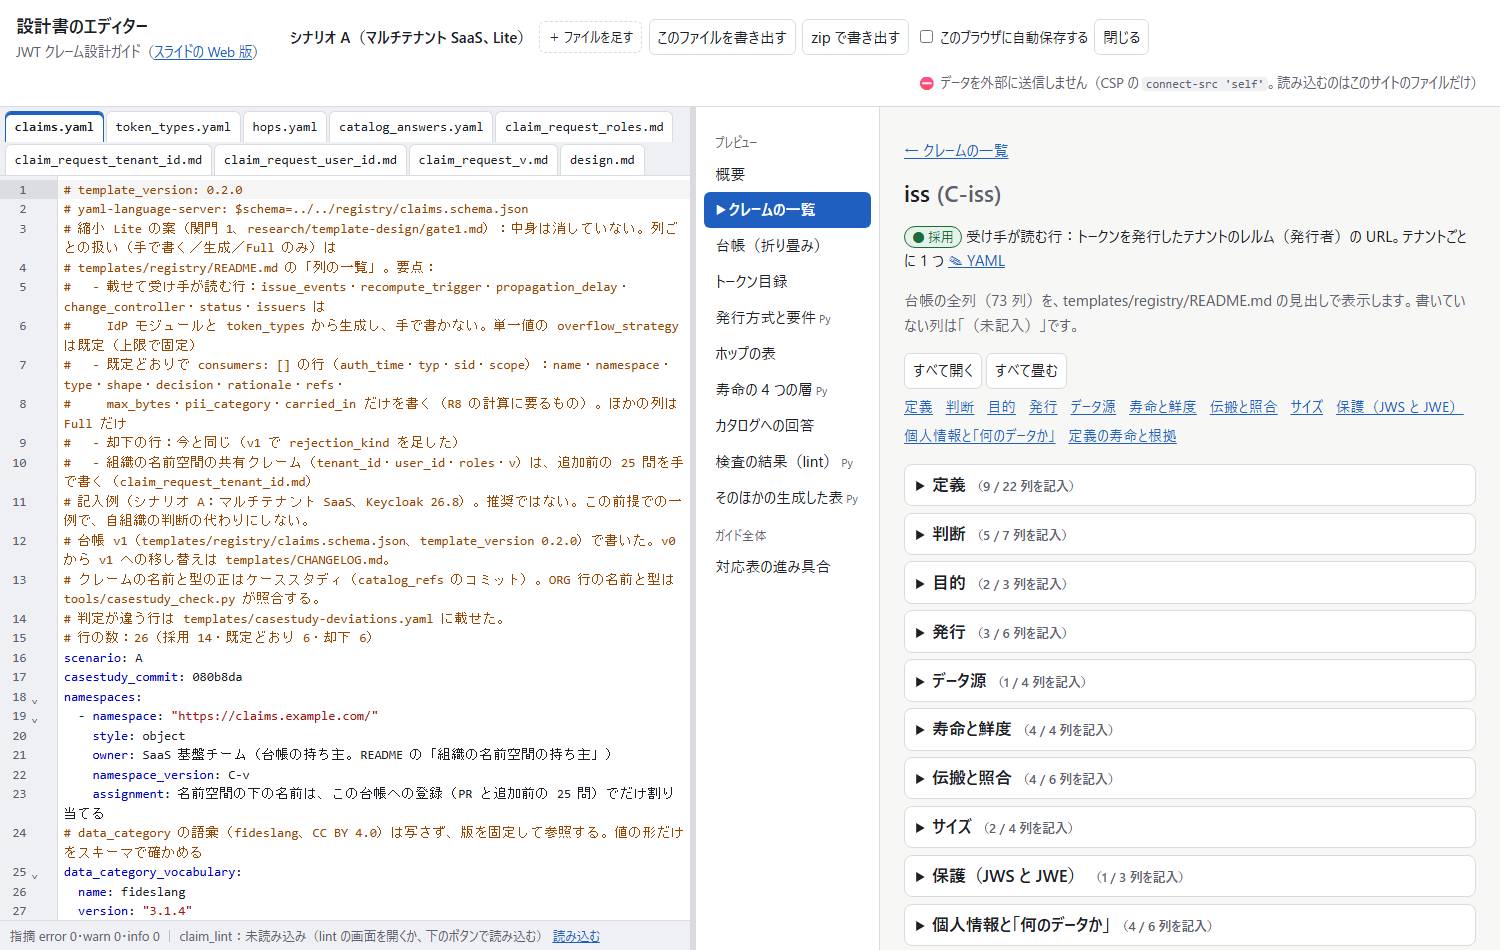 設計書のエディター
JWT クレーム設計ガイド（スライドの Web 版）
シナリオ A（マルチテナント SaaS、Lite）
+ ファイルを足す
このファイルを書き出す
zip で書き出す
このブラウザに自動保存する
閉じる
⛔ データを外部に送信しません（CSP の connect-src 'self'。読み込むのはこのサイトのファイルだけ）
claims.yaml
token_types.yaml
hops.yaml
catalog_answers.yaml
claim_request_roles.md
claim_request_tenant_id.md
claim_request_user_id.md
claim_request_v.md
design.md
1 # template_version: 0.2.0
2 # yaml-language-server: $schema=../../registry/claims.schema.json
3 # 縮小 Lite の案（関門 1、research/template-design/gate1.md）：中身は消していない。列ご
との扱い（手で書く／生成／Full のみ）は
4 # templates/registry/README.md の「列の一覧」。要点：
5 #   - 載せて受け手が読む行：issue_events・recompute_trigger・propagation_delay・
change_controller・status・issuers は
6 #     IdP モジュールと token_types から生成し、手で書かない。単一値の overflow_strategy
は既定（上限で固定）
7 #   - 既定どおりで consumers: [] の行（auth_time・typ・sid・scope）：name・namespace・
type・shape・decision・rationale・refs・
8 #     max_bytes・pii_category・carried_in だけを書く（R8 の計算に要るもの）。ほかの列は
Full だけ
9 #   - 却下の行：今と同じ（v1 で rejection_kind を足した）
10 #   - 組織の名前空間の共有クレーム（tenant_id・user_id・roles・v）は、追加前の 25 問を手
で書く（claim_request_tenant_id.md）
11 # 記入例（シナリオ A：マルチテナント SaaS、Keycloak 26.8）。推奨ではない。この前提での一
例で、自組織の判断の代わりにしない。
12 # 台帳 v1（templates/registry/claims.schema.json、template_version 0.2.0）で書いた。v0
から v1 への移し替えは templates/CHANGELOG.md。
13 # クレームの名前と型の正はケーススタディ（catalog_refs のコミット）。ORG 行の名前と型は
tools/casestudy_check.py が照合する。
14 # 判定が違う行は templates/casestudy-deviations.yaml に載せた。
15 # 行の数：26（採用 14・既定どおり 6・却下 6）
16 scenario: A
17 casestudy_commit: 080b8da
18 namespaces:
19   - namespace: "https://claims.example.com/"
20     style: object
21     owner: SaaS 基盤チーム（台帳の持ち主。README の「組織の名前空間の持ち主」）
22     namespace_version: C-v
23     assignment: 名前空間の下の名前は、この台帳への登録（PR と追加前の 25 問）でだけ割り
当てる
24 # data_category の語彙（fideslang、CC BY 4.0）は写さず、版を固定して参照する。値の形だけ
をスキーマで確かめる
25 data_category_vocabulary:
26   name: fideslang
27   version: "3.1.4"
指摘 error 0・warn 0・info 0 | claim_lint：未読み込み（lint の画面を開くか、下のボタンで読み込む） 読み込む
プレビュー
概要
▶クレームの一覧
台帳（折り畳み）
トークン目録
発行方式と要件 Py
ホップの表
寿命の 4 つの層 Py
カタログへの回答
検査の結果（lint） Py
そのほかの生成した表 Py
ガイド全体
対応表の進み具合
← クレームの一覧
iss (C-iss)
● 採用 受け手が読む行：トークンを発行したテナントのレルム（発行者）の URL。テナントごと
に 1 つ ✎ YAML
台帳の全列（73 列）を、templates/registry/README.md の見出しで表示します。書いてい
ない列は「（未記入）」です。
すべて開く すべて畳む
定義 判断 目的 発行 データ源 寿命と鮮度 伝搬と照合 サイズ 保護（JWS と JWE）
個人情報と「何のデータか」 定義の寿命と根拠
▶ 定義 （9 / 22 列を記入）
▶ 判断 （5 / 7 列を記入）
▶ 目的 （2 / 3 列を記入）
▶ 発行 （3 / 6 列を記入）
▶ データ源 （1 / 4 列を記入）
▶ 寿命と鮮度 （4 / 4 列を記入）
▶ 伝搬と照合 （4 / 6 列を記入）
▶ サイズ （2 / 4 列を記入）
▶ 保護（JWS と JWE） （1 / 3 列を記入）
▶ 個人情報と「何のデータか」 （4 / 6 列を記入）